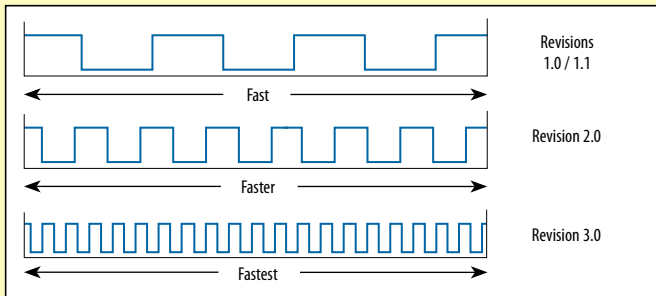 Revisions
1.0 / 1.1
Fast
Revision 2.0
Faster
Revision 3.0
Fastest